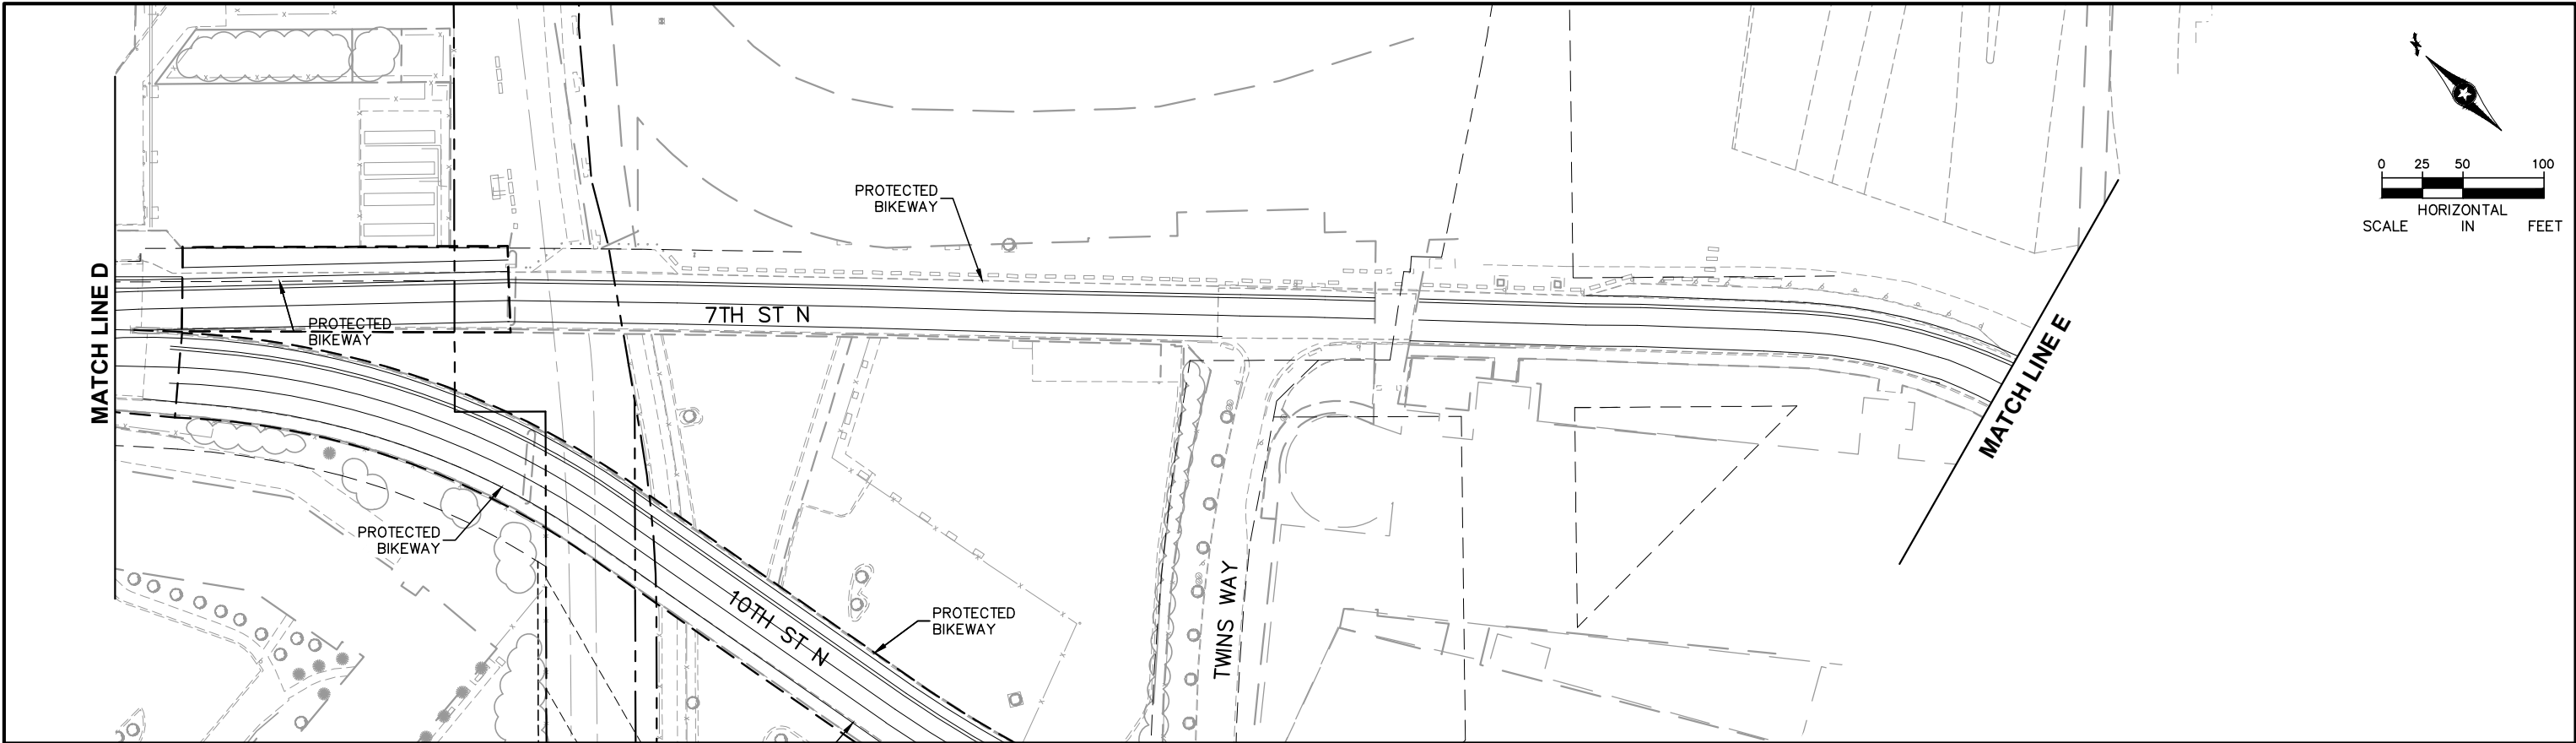 PROTECTED
BIKEWAY
0 25 50 100
HORIZONTAL
SCALE IN FEET
MATCH LINE D
7TH ST N
PROTECTED
BIKEWAY
MATCH LINE E
PROTECTED
BIKEWAY
10TH ST N
PROTECTED
BIKEWAY
TWINS WAY